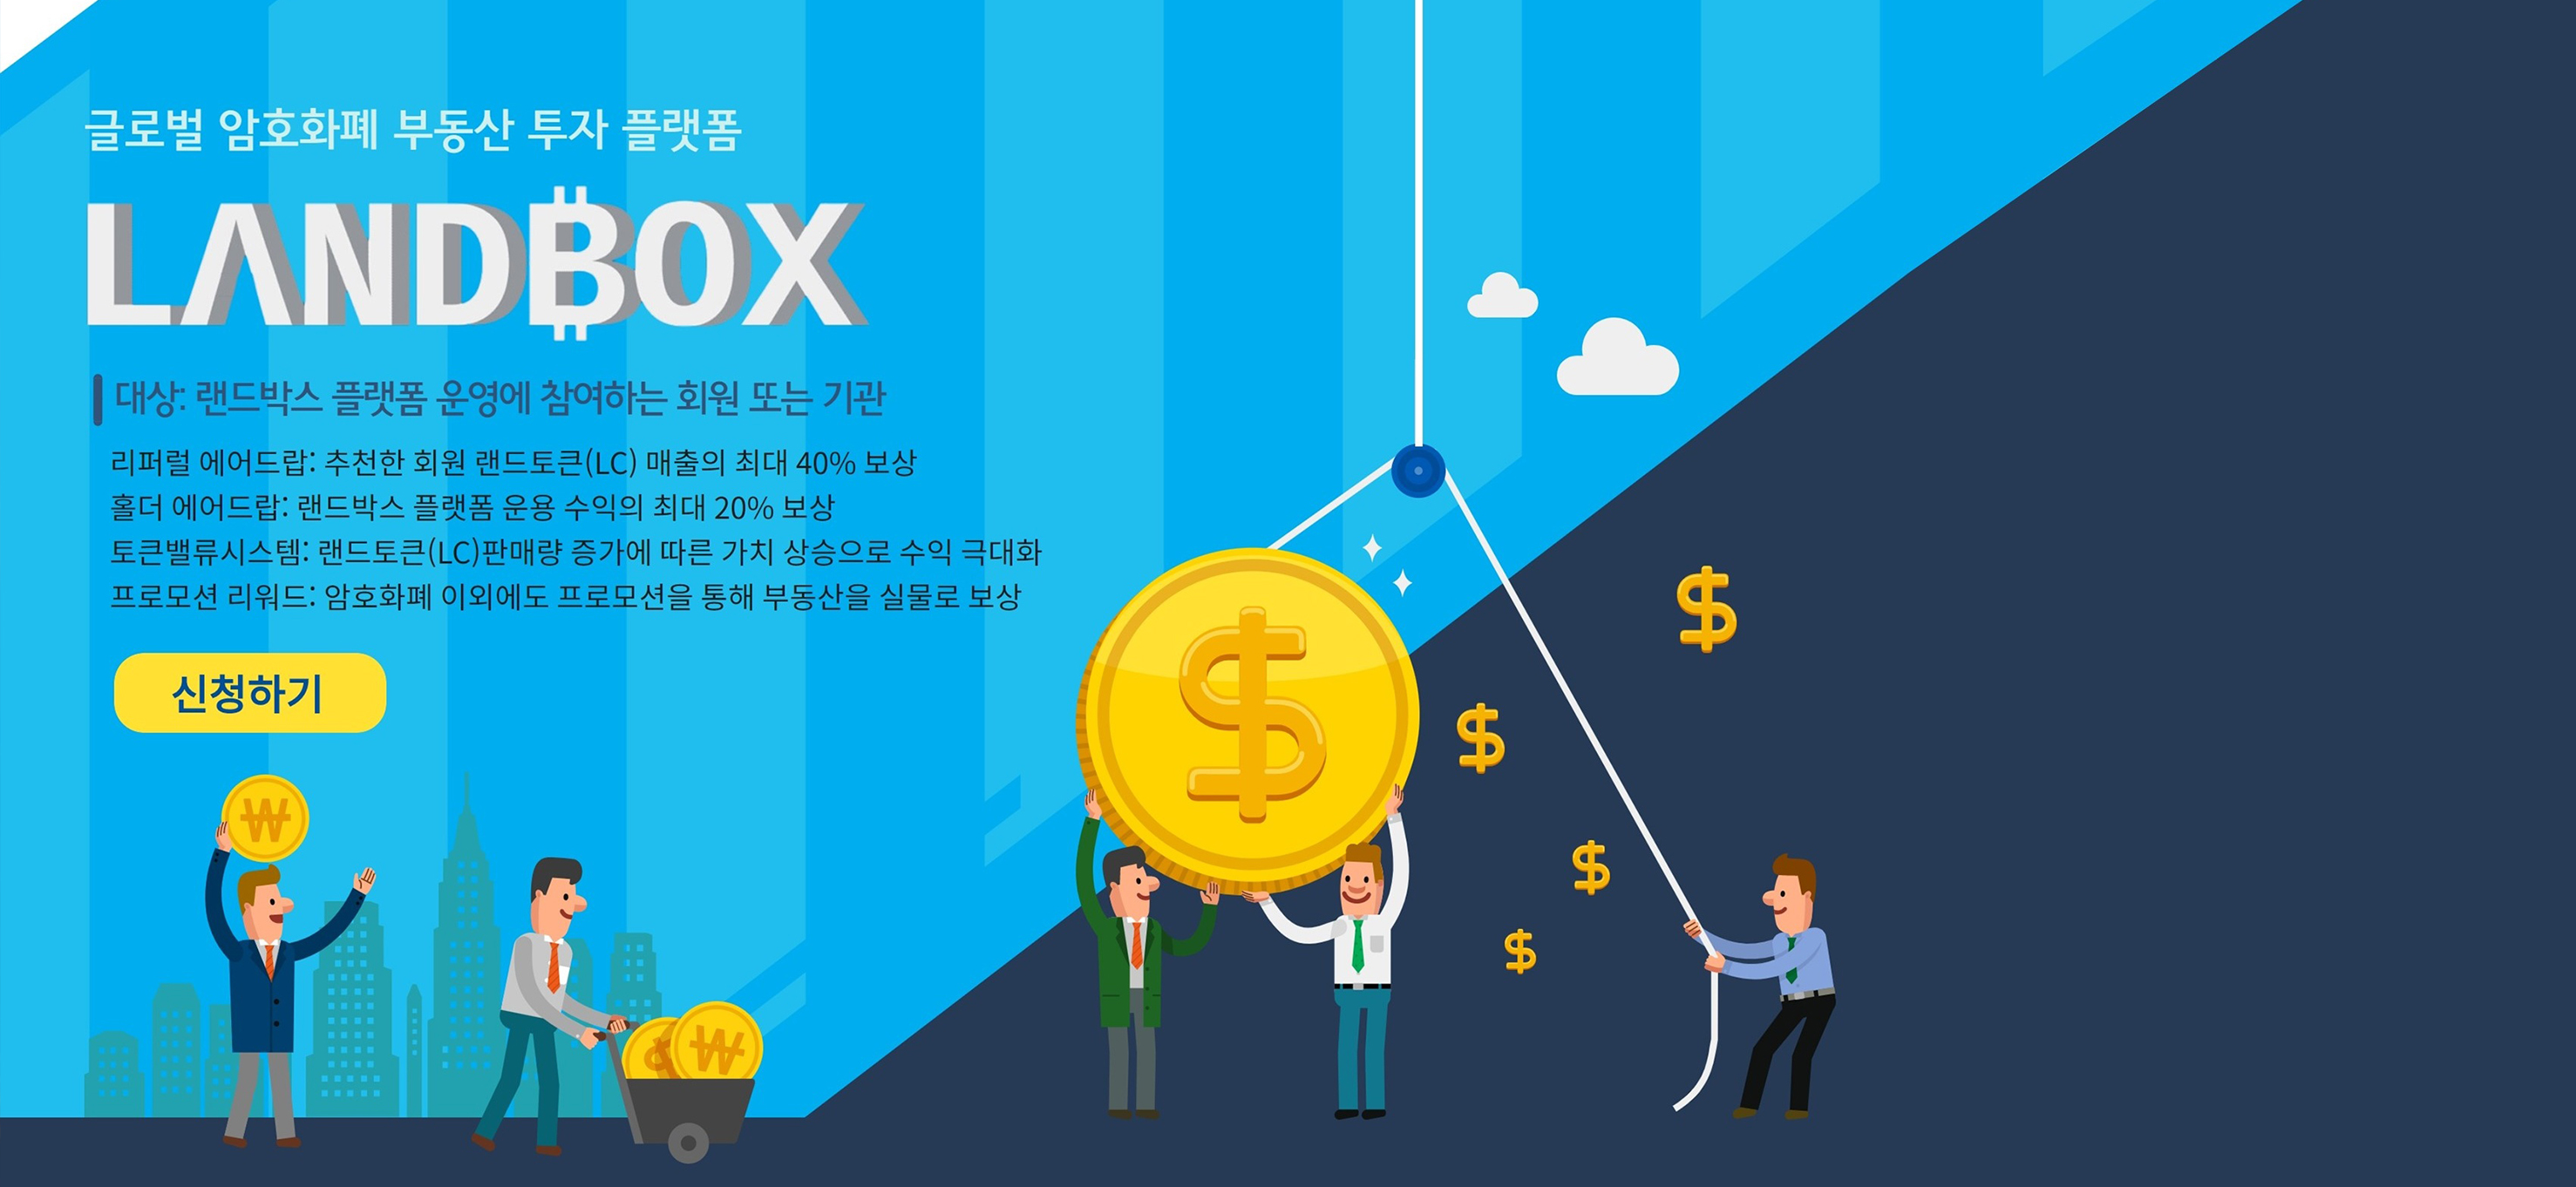 글로벌 암호화폐 부동산 투자 플랫폼
LANDBOX
대상: 랜드박스 플랫폼 운영에 참여하는 회원 또는 기관
리퍼럴 에어드랍: 추천한 회원 랜드토큰(LC) 매출의 최대 40% 보상
홀더 에어드랍: 랜드박스 플랫폼 운용 수익의 최대 20% 보상
토큰밸류시스템: 랜드토큰(LC)판매량 증가에 따른 가치 상승으로 수익 극대화
프로모션 리워드: 암호화폐 이외에도 프로모션을 통해 부동산을 실물로 보상
신청하기